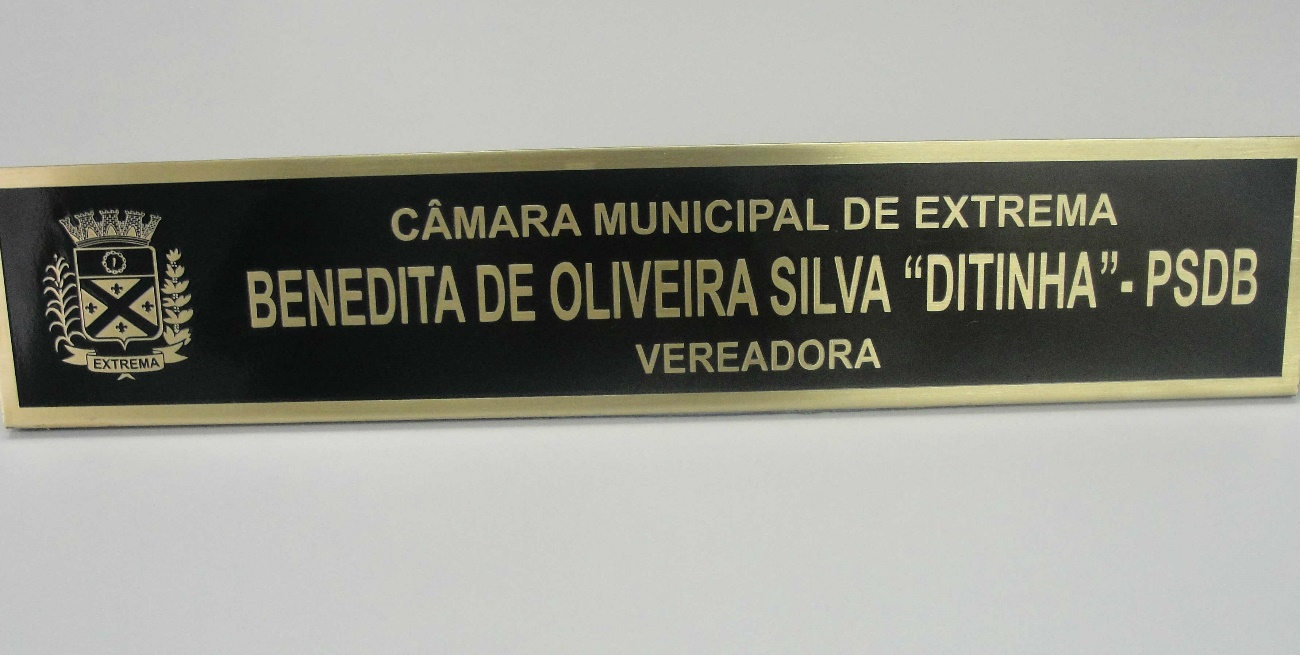 CÂMARA MUNICIPAL DE EXTREMA
BENEDITA DE OLIVEIRA SILVA “DITINHA” - PSDB
VEREADORA
EXTREMA